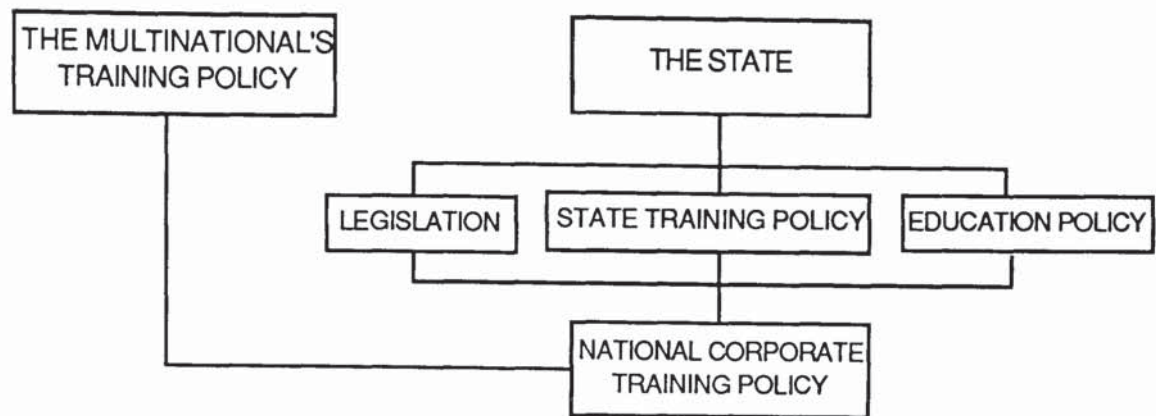 THE MULTINATIONAL'S
TRAINING POLICY
THE STATE
LEGISLATION
STATE TRAINING POLICY
EDUCATION POLICY
NATIONAL CORPORATE
TRAINING POLICY